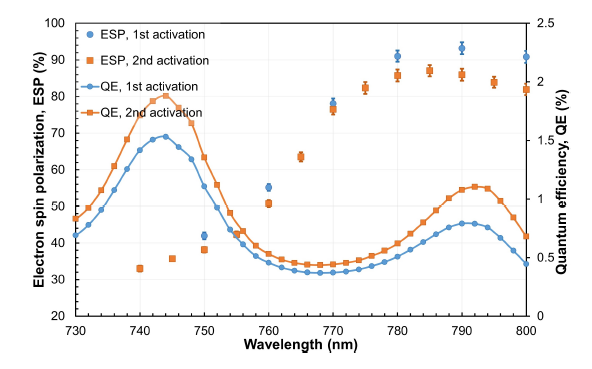 100
90
80
70
60
50
40
30
20
Electron spin polarization, ESP (%)
ESP, 1st activation
ESP, 2nd activation
QE, 1st activation
QE, 2nd activation
2.5
2
1.5
1
0.5
0
Quantum efficiency, QE (%)
730 740 750 760 770 780 790 800
Wavelength (nm)